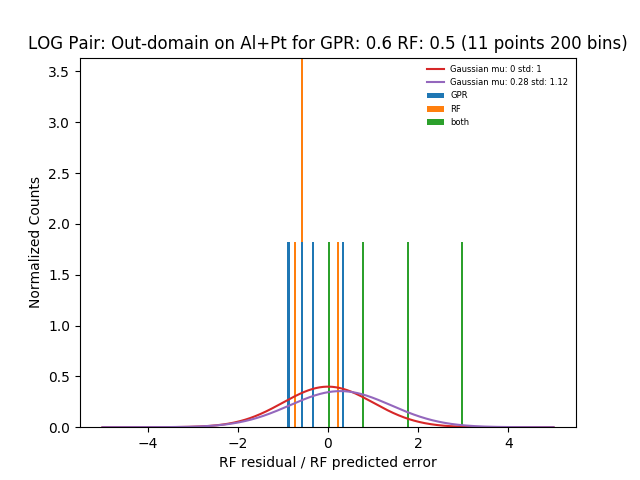 LOG Pair: Out-domain on Al+Pt for GPR: 0.6 RF: 0.5 (11 points 200 bins)
Gaussian mu: 0 std: 1
Gaussian mu: 0.28 std: 1.12
GPR
RF
both
Normalized Counts
3.5
3.0
2.5
2.0
1.5
1.0
0.5
0.0
−4
−2
0
2
4
RF residual / RF predicted error